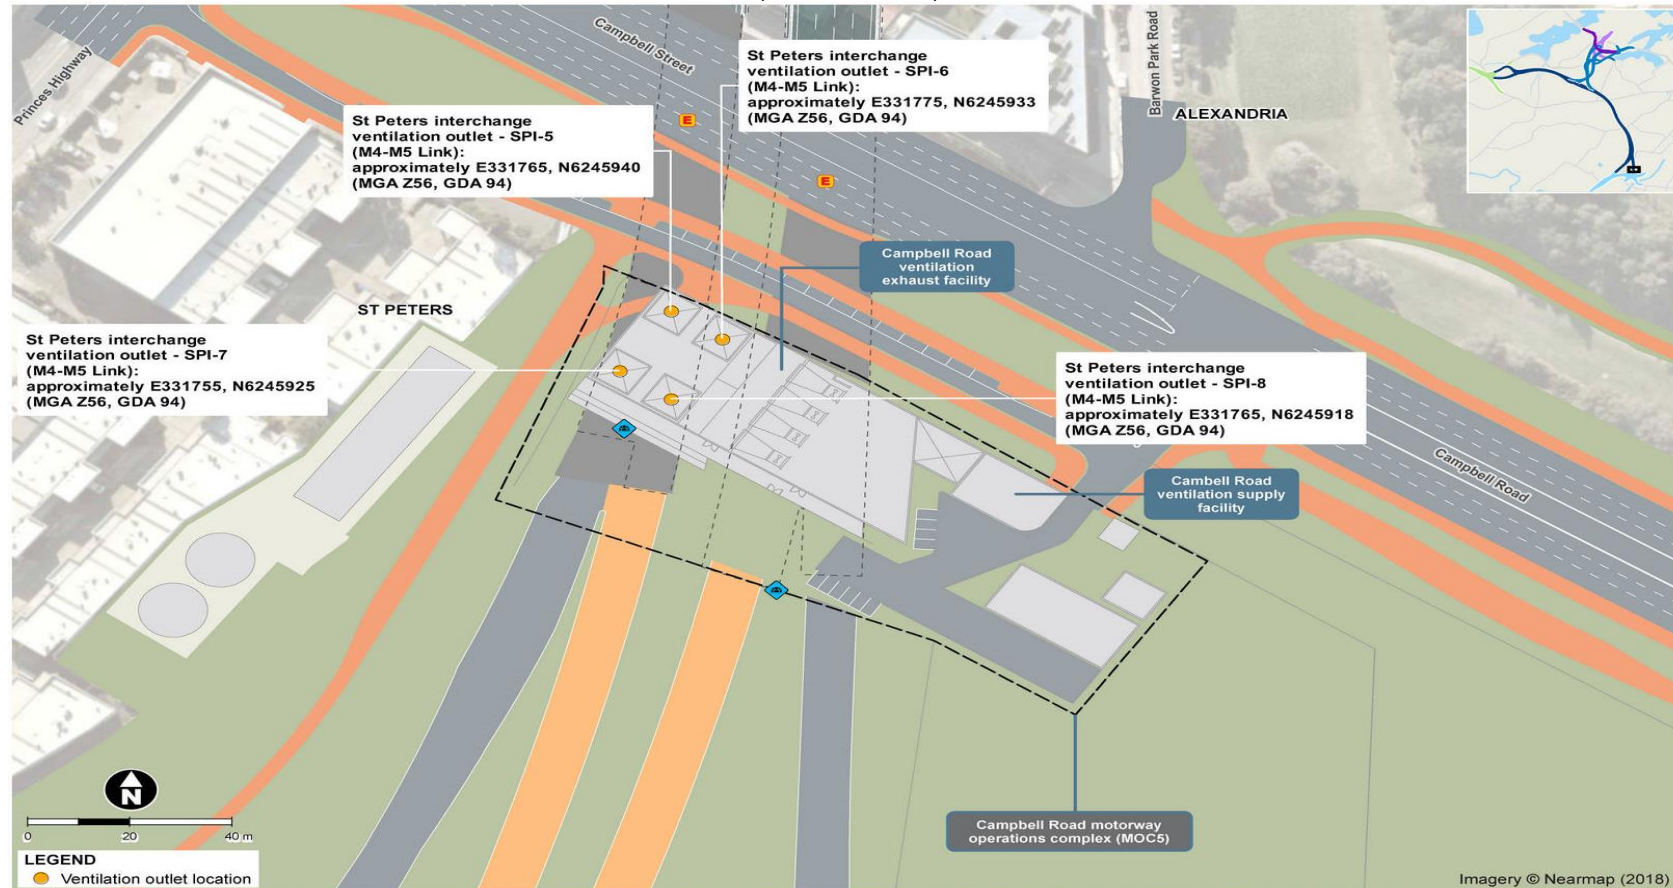 Princes Highway
Campbell Street
Barwon Park Road
ALEXANDRIA
St Peters interchange
ventilation outlet - SPI-6
(M4-M5 Link):
approximately E331775, N6245933
(MGA Z56, GDA 94)
St Peters interchange
ventilation outlet - SPI-5
(M4-M5 Link):
approximately E331765, N6245940
(MGA Z56, GDA 94)
E
E
Campbell Road
ventilation
exhaust facility
ST PETERS
St Peters interchange
ventilation outlet - SPI-7
(M4-M5 Link):
approximately E331755, N6245925
(MGA Z56, GDA 94)
St Peters interchange
ventilation outlet - SPI-8
(M4-M5 Link):
approximately E331765, N6245918
(MGA Z56, GDA 94)
Campbell Road
Cambell Road
ventilation supply
facility
N
0 20 40 m
Campbell Road motorway
operations complex (MOC5)
LEGEND
Ventilation outlet location
Imagery © Nearmap (2018)